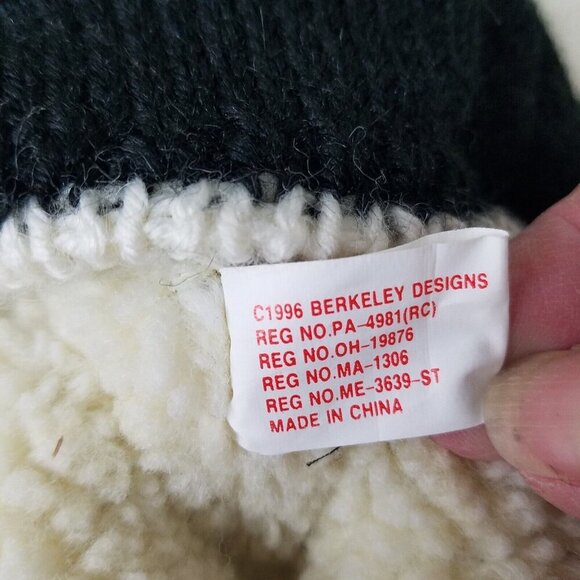 C1996 BERKELEY DESIGNS
REG NO.PA-4981(RC)
REG NO.OH-19876
REG NO.MA-1306
REG NO.ME-3639-ST
MADE IN CHINA